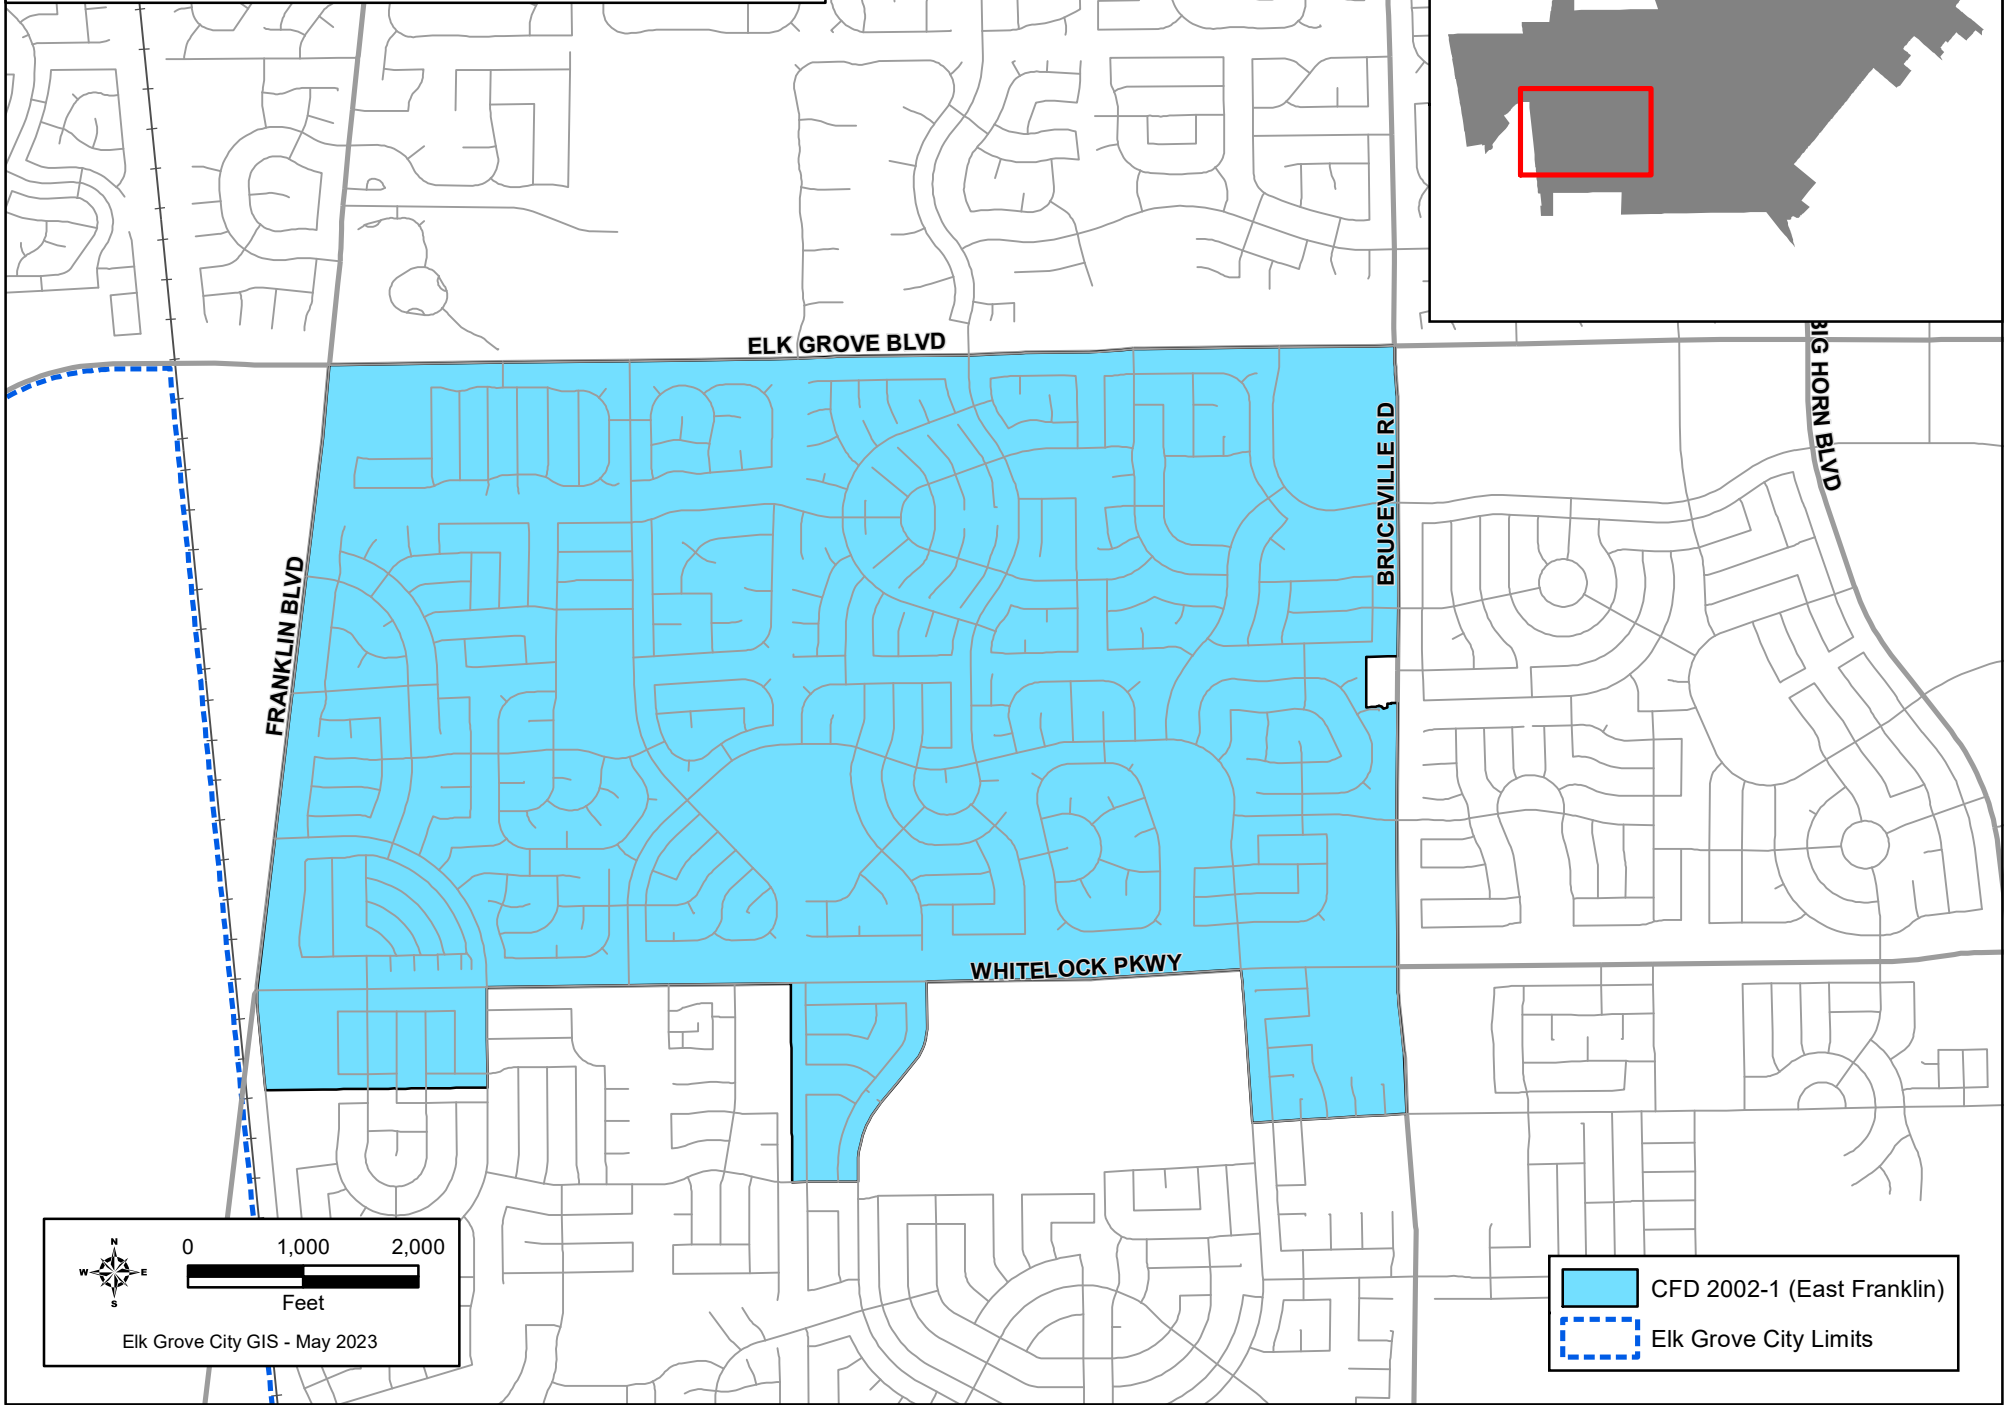 ELK GROVE BLVD
BIG HORN BLVD
BRUCEVILLE RD
FRANKLIN BLVD
WHITELOCK PKWY
N
W E
S
0 1,000 2,000
Feet
Elk Grove City GIS - May 2023
CFD 2002-1 (East Franklin)
Elk Grove City Limits